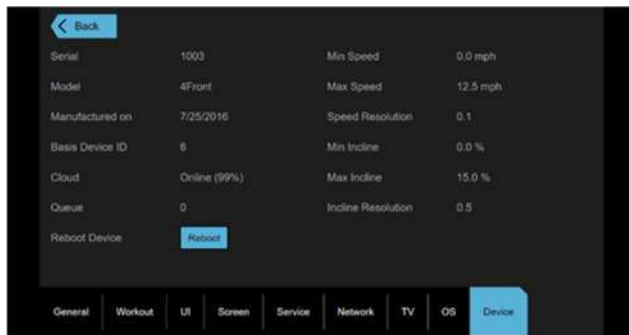 Back
Serial 1003 Min Speed 0.0 mph
Model 4Front Max Speed 12.5 mph
Manufactured on 7/25/2016 Speed Resolution 0.1
Basis Device ID 6 Min Incline 0.0 %
Cloud Online (99%) Max Incline 15.0 %
Queue 0 Incline Resolution 0.5
Reboot Device Reboot
General Workout UI Screen Service Network TV OS Device